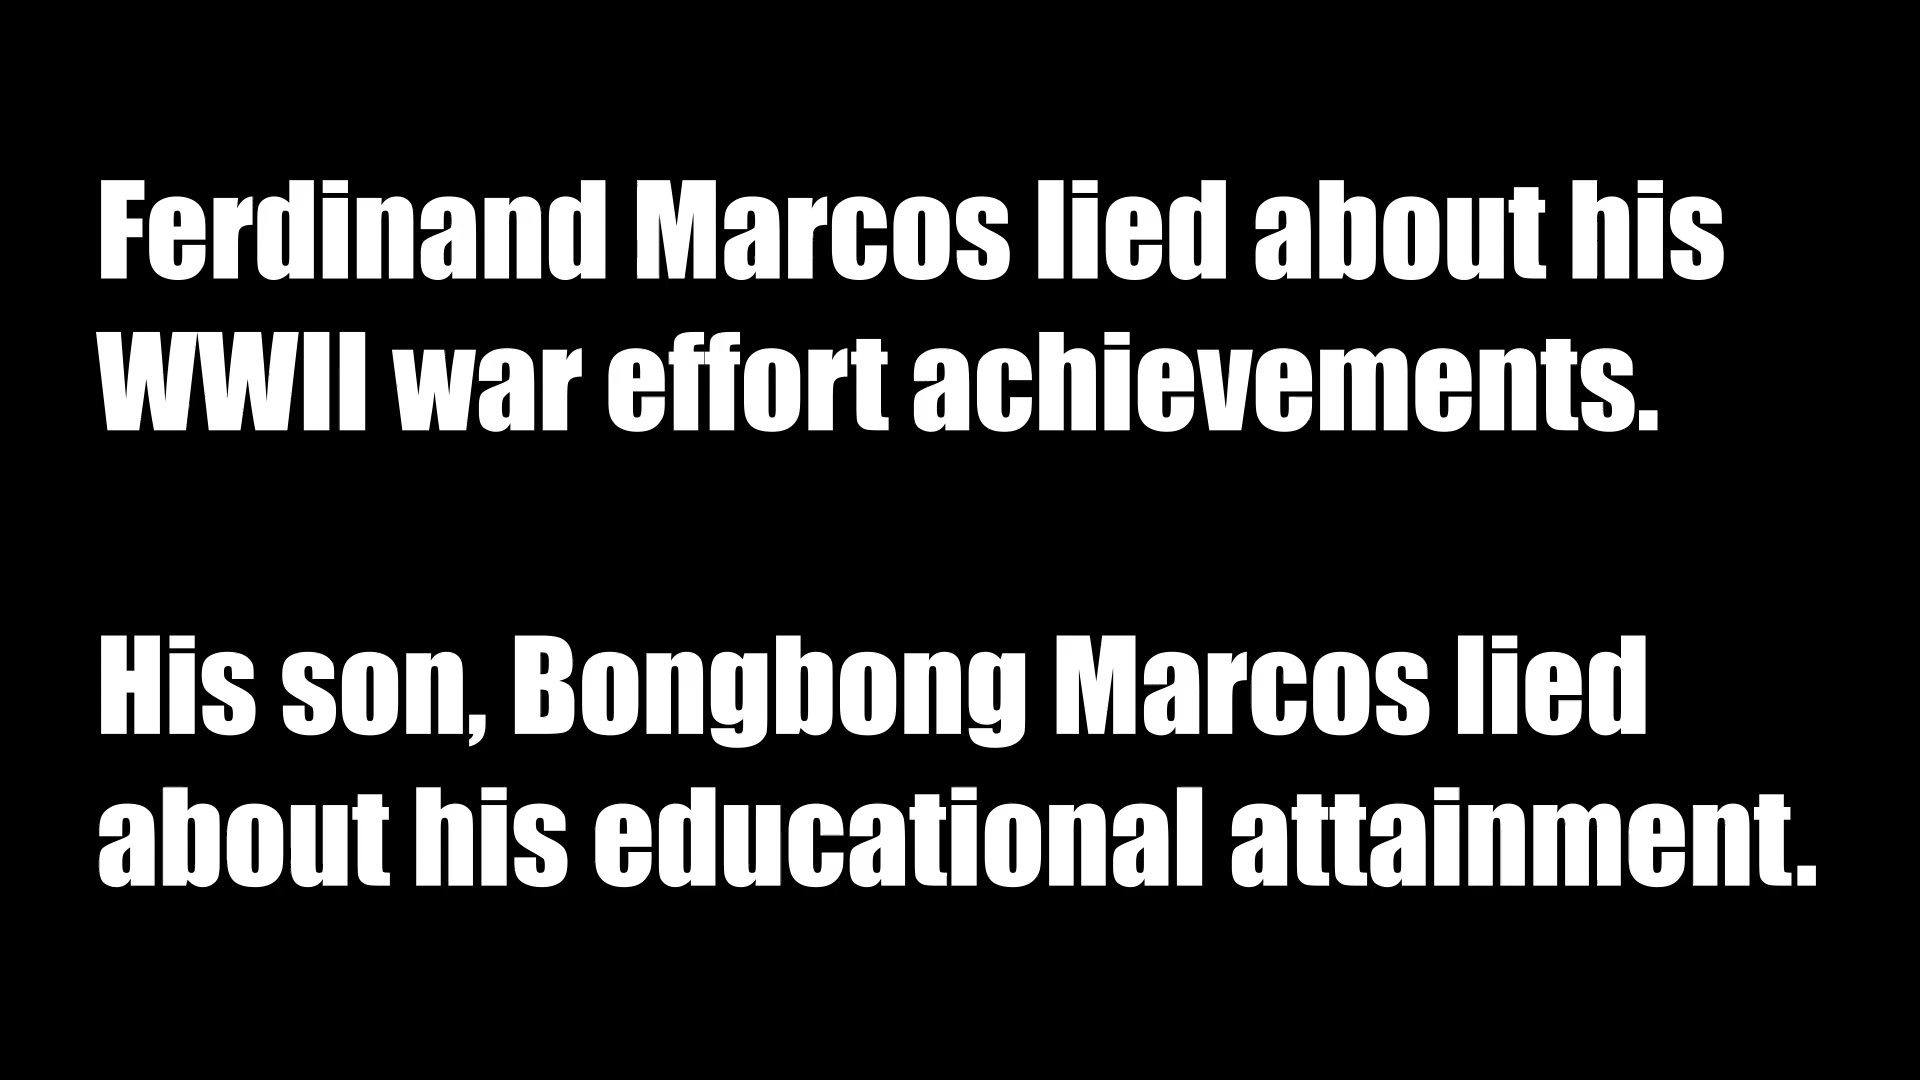 Ferdinand Marcos lied about his
WWII war effort achievements.
His son, Bongbong Marcos lied
about his educational attainment.